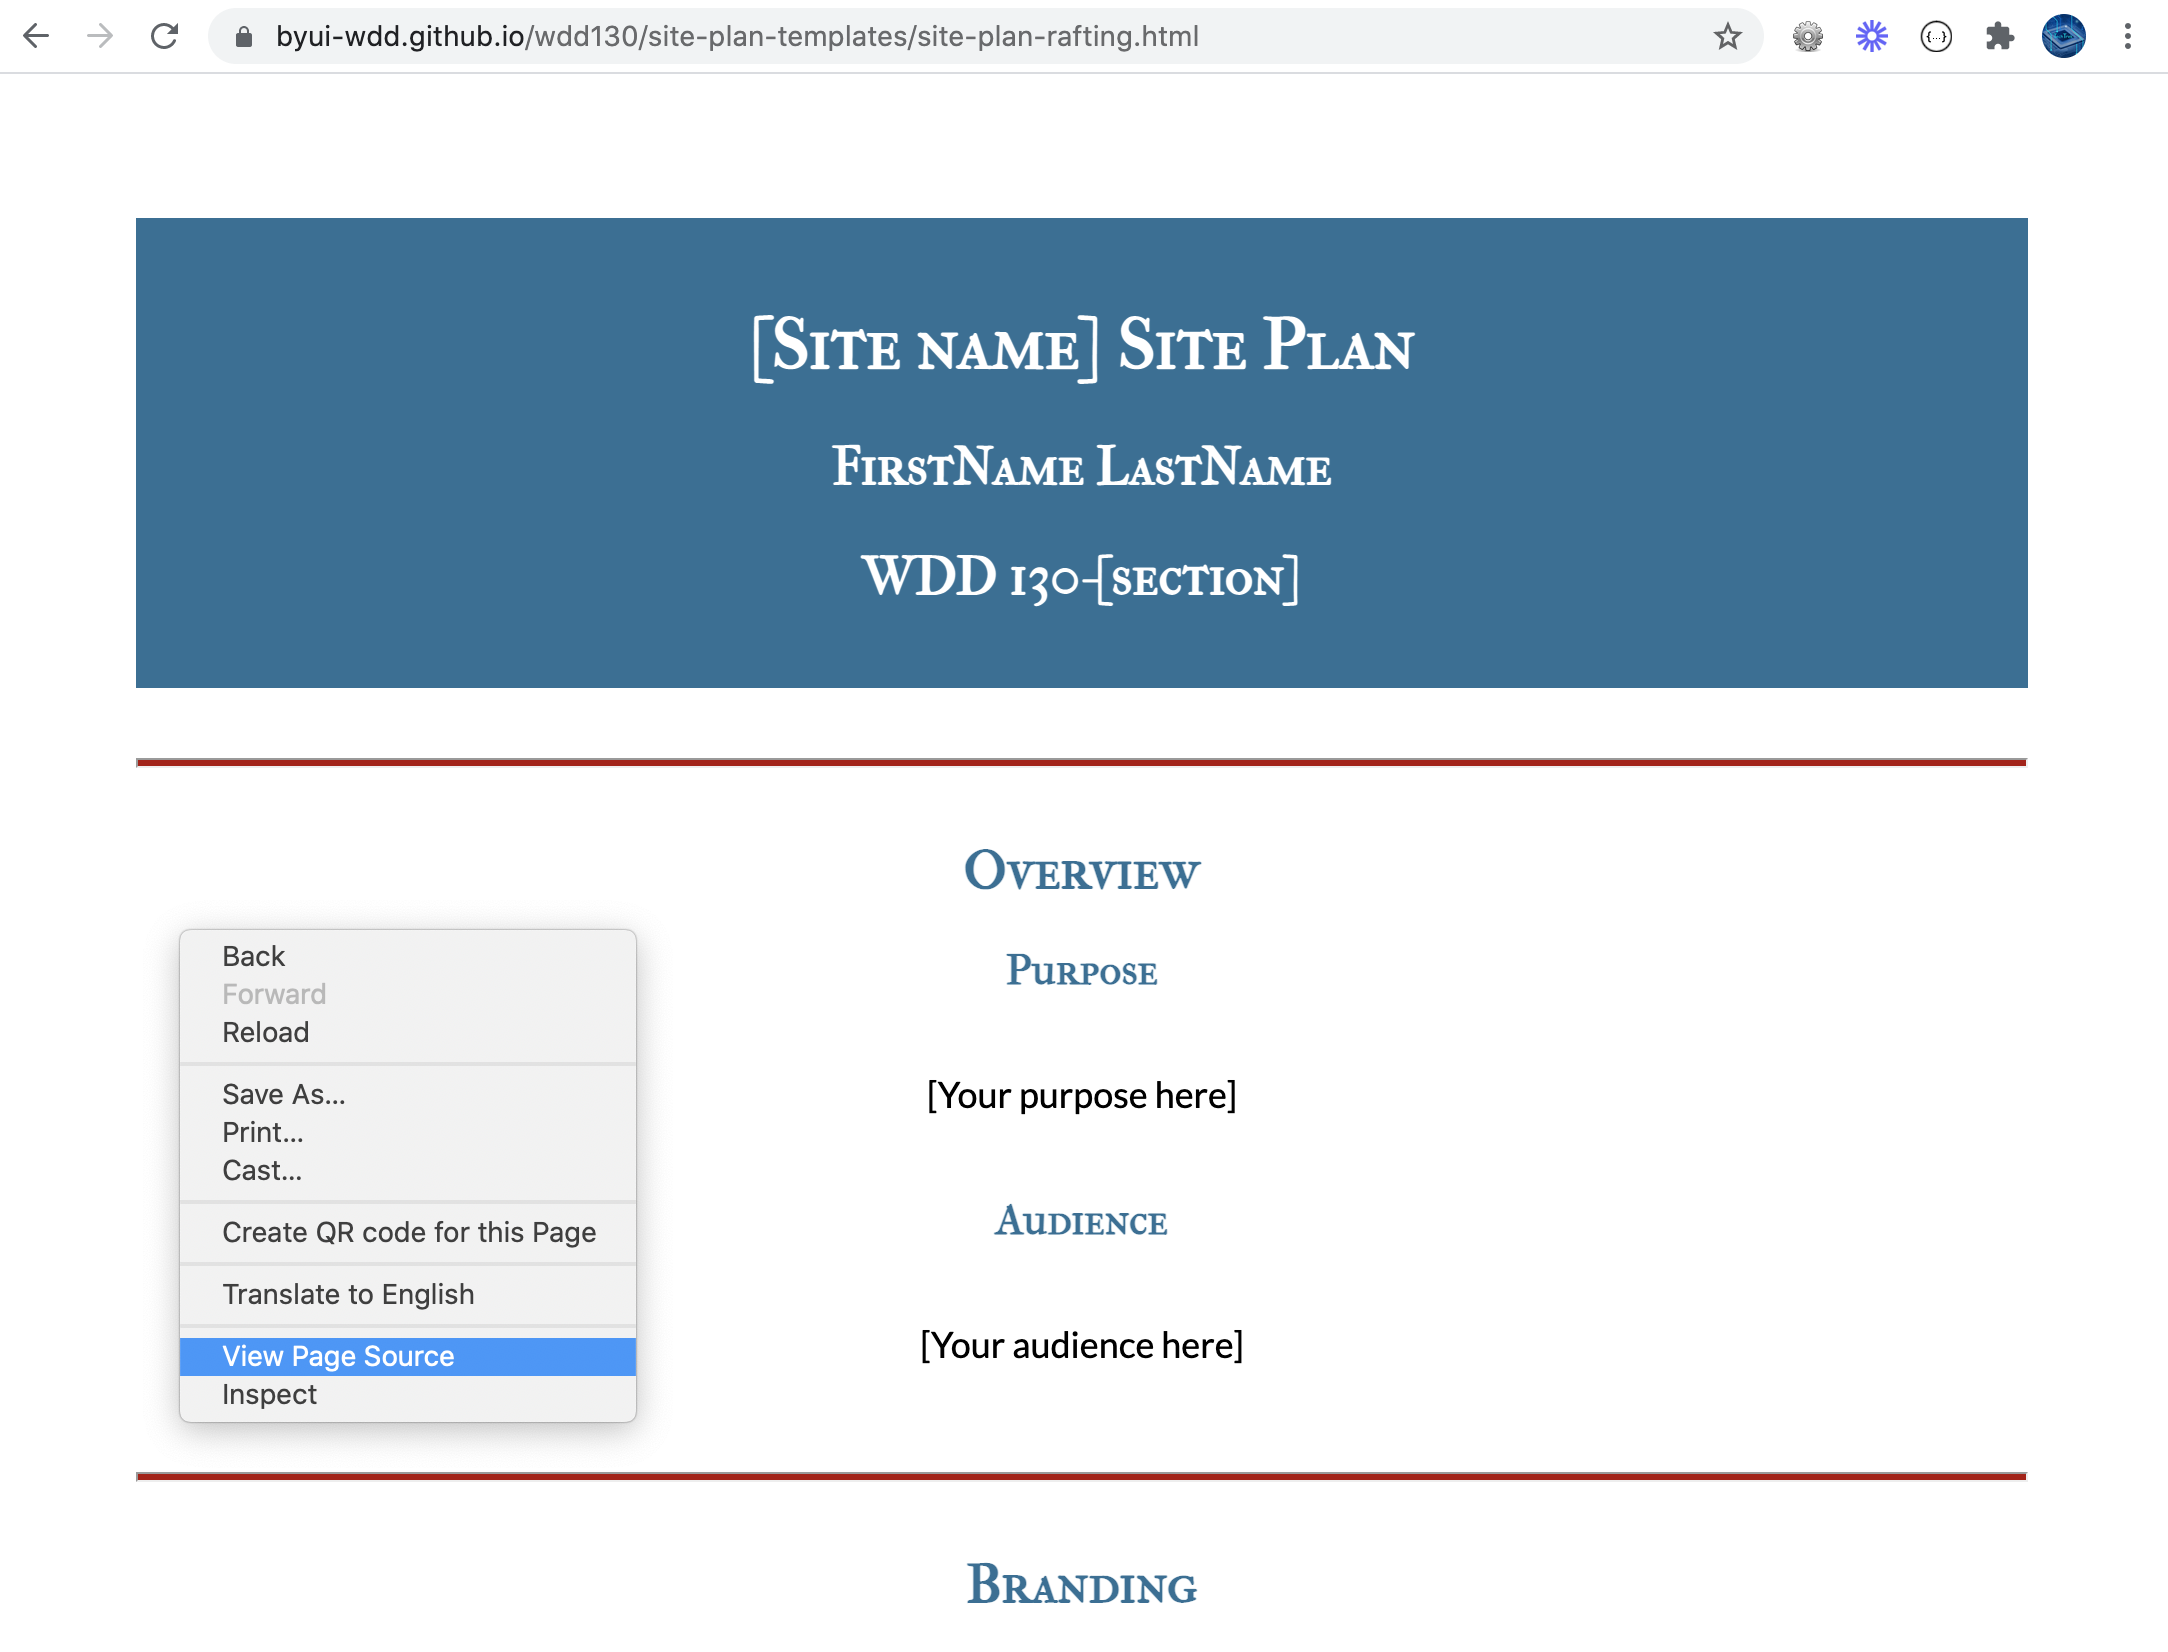 byui-wdd.github.io/wdd130/site-plan-templates/site-plan-rafting.html
{...}
[Site name] Site Plan
FirstName LastName
WDD 130-[section]
Overview
Purpose
[Your purpose here]
Audience
[Your audience here]
Back
Forward
Reload
Save As...
Print...
Cast...
Create QR code for this Page
Translate to English
View Page Source
Inspect
Branding